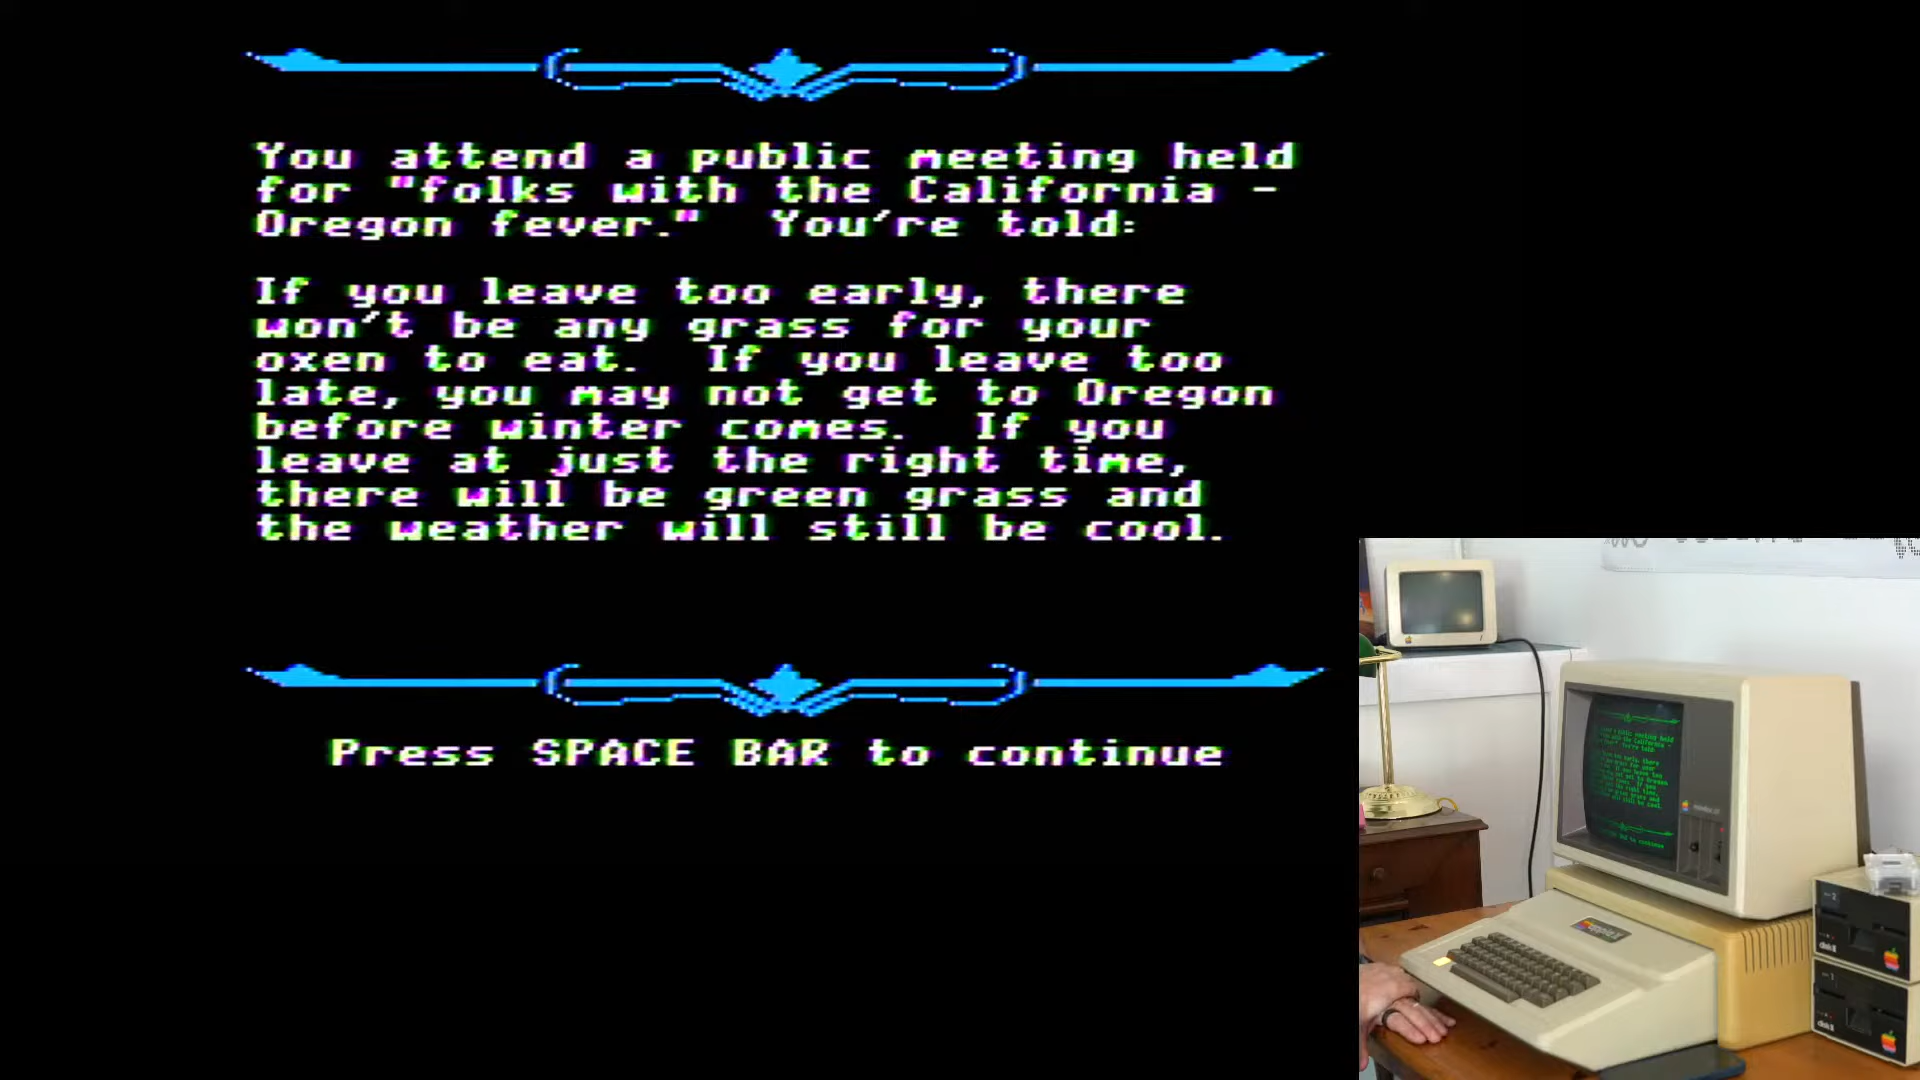 You attend a public meeting held
for "folks with the California -
Oregon fever."  You're told:
If you leave too early, there
won't be any grass for your
oxen to eat.  If you leave too
late, you may not get to Oregon
before winter comes.  If you
leave at just the right time,
there will be green grass and
the weather will still be cool.
Press SPACE BAR to continue